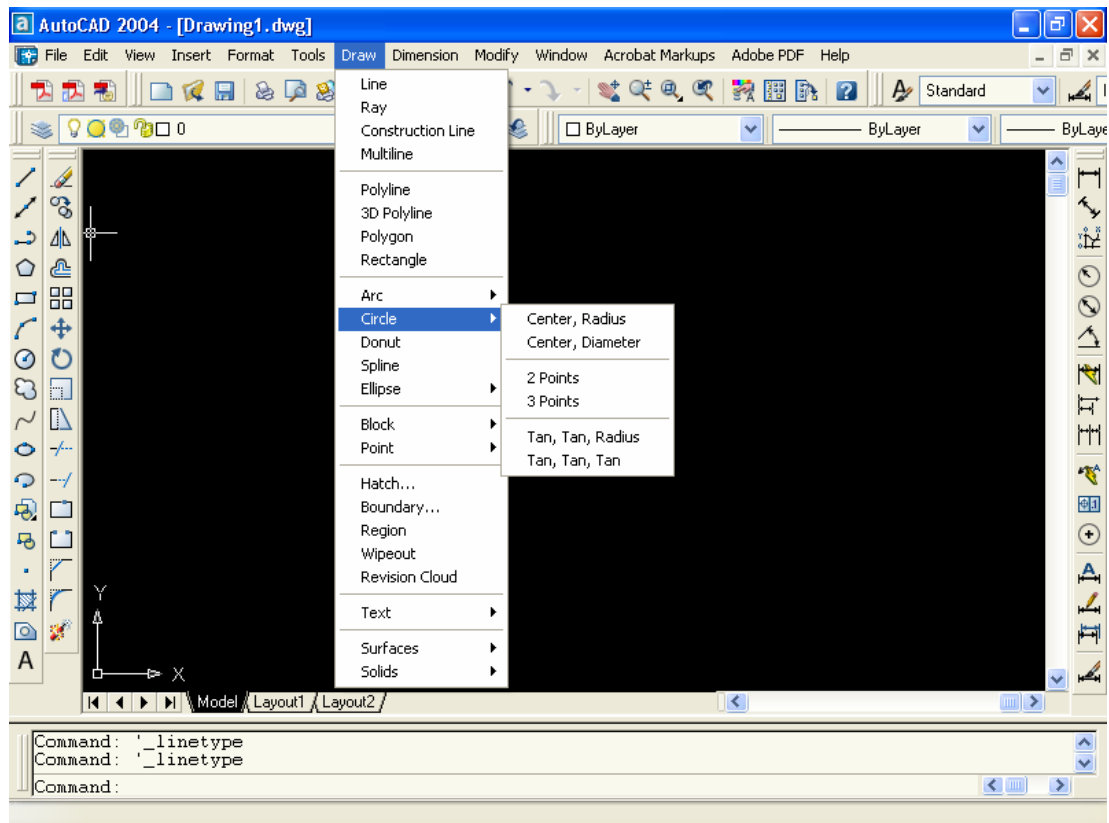 a AutoCAD 2004 - [Drawing1.dwg]
File Edit View Insert Format Tools Draw Dimension Modify Window Acrobat Markups Adobe PDF Help
Standard
0 ByLayer ByLayer ByLaye
Line
Ray
Construction Line
Multiline
Polyline
3D Polyline
Polygon
Rectangle
Arc
Circle
Donut
Spline
Ellipse
Block
Point
Hatch...
Boundary...
Region
Wipeout
Revision Cloud
Text
Surfaces
Solids
Center, Radius
Center, Diameter
2 Points
3 Points
Tan, Tan, Radius
Tan, Tan, Tan
A
Y
X
Model Layout1 Layout2
Command: '_linetype
Command: '_linetype
Command: